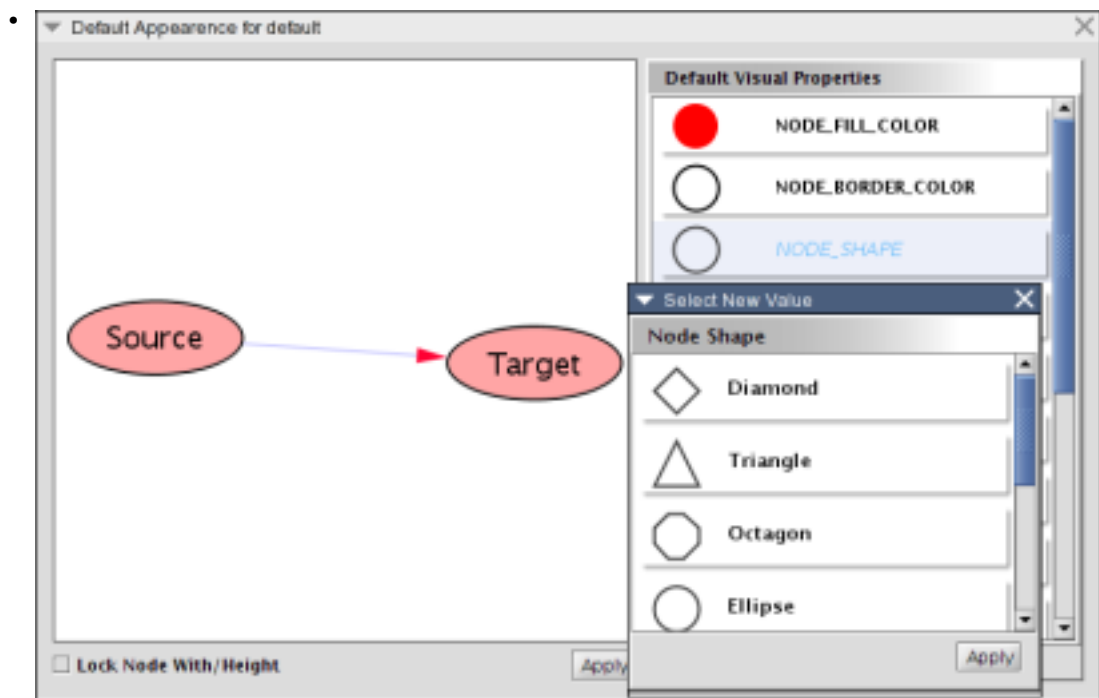 Default Appearence for default
Default Visual Properties
NODE_FILL_COLOR
NODE_BORDER_COLOR
NODE_SHAPE
Source
Target
Select New Value
Node Shape
Diamond
Triangle
Octagon
Ellipse
Apply
Lock Node With/Height
Apply